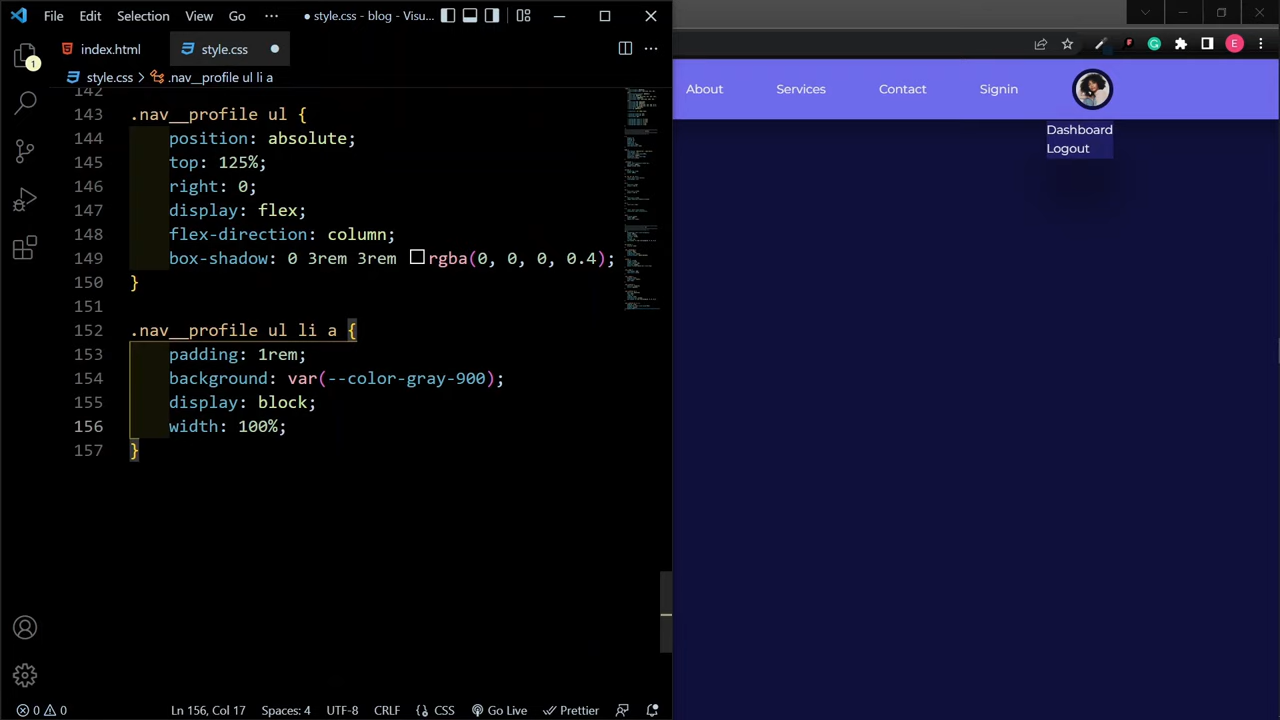 File Edit Selection View Go ··· ● style.css - blog - Visu...
index.html style.css ●
style.css > .nav__profile ul li a
1
142
143 .nav__profile ul {
144 position: absolute;
145 top: 125%;
146 right: 0;
147 display: flex;
148 flex-direction: column;
149 box-shadow: 0 3rem 3rem rgba(0, 0, 0, 0.4);
150 }
151
152 .nav__profile ul li a {
153 padding: 1rem;
154 background: var(--color-gray-900);
155 display: block;
156 width: 100%;
157 }
0 0 Ln 156, Col 17 Spaces: 4 UTF-8 CRLF {} CSS Go Live Prettier
E
About Services Contact Signin
Dashboard
Logout